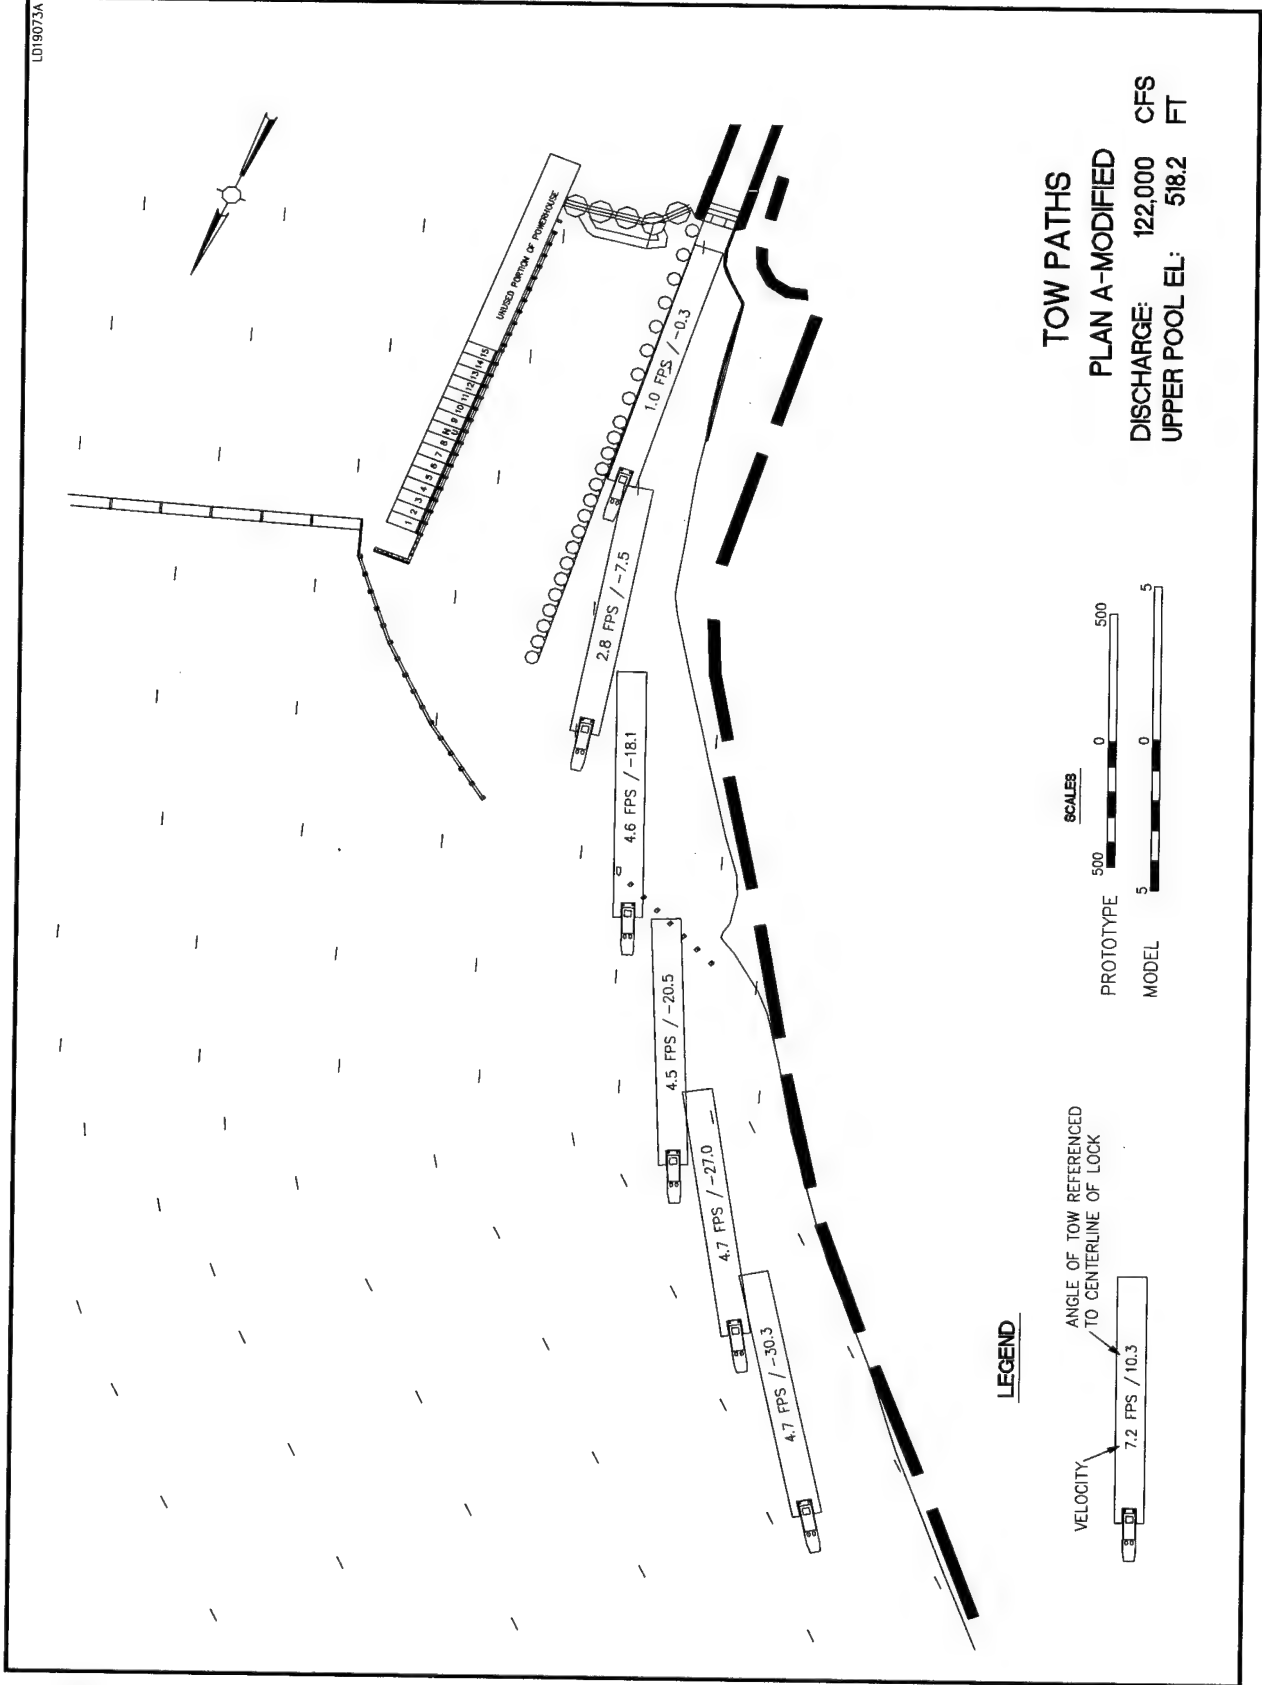 LD19073A
UNUSED PORTION OF POWERHOUSE
1 2 3 4 5 6 7 8 9 10 11 12 13 14 15
1.0 FPS / -0.3
2.8 FPS / -7.5
4.6 FPS / -18.1
4.5 FPS / -20.5
4.7 FPS / -27.0
4.7 FPS / -30.3
TOW PATHS
PLAN A-MODIFIED
DISCHARGE: 122,000 CFS
UPPER POOL EL: 518.2 FT
SCALES
PROTOTYPE 500 0 500
MODEL 5 0 5
LEGEND
VELOCITY
ANGLE OF TOW REFERENCED
TO CENTERLINE OF LOCK
7.2 FPS / 10.3